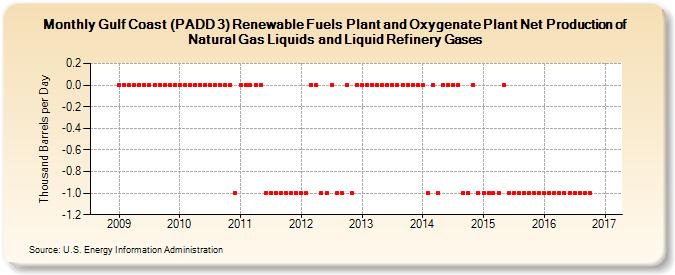 Monthly Gulf Coast (PADD 3) Renewable Fuels Plant and Oxygenate Plant Net Production of
Natural Gas Liquids and Liquid Refinery Gases
Thousand Barrels per Day
0.2
0.0
-0.2
-0.4
-0.6
-0.8
-1.0
-1.2
2009 2010 2011 2012 2013 2014 2015 2016 2017
Source: U.S. Energy Information Administration